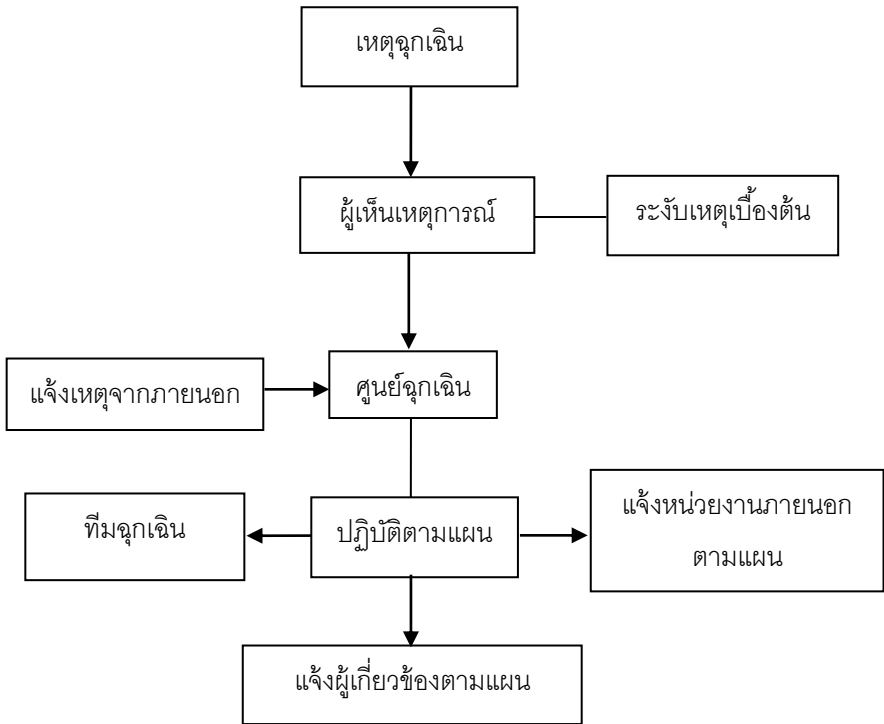 เหตุฉุกเฉิน
ผู้เห็นเหตุการณ์
ระงับเหตุเบื้องต้น
แจ้งเหตุจากภายนอก
ศูนย์ฉุกเฉิน
ทีมฉุกเฉิน
ปฏิบัติตามแผน
แจ้งหน่วยงานภายนอก
ตามแผน
แจ้งผู้เกี่ยวข้องตามแผน